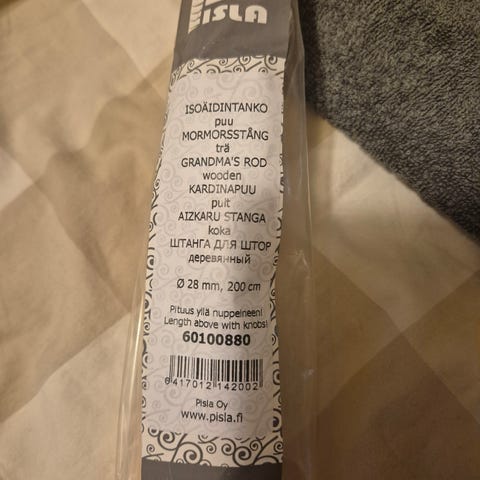 PISLA
ISOÄIDINTANKO
puu
MORMORSSTÅNG
trä
GRANDMA'S ROD
wooden
KARDINAPUU
puit
AIZKARU STANGA
koka
ШТАНГА ДЛЯ ШТОР
деревянный
Ø 28 mm, 200 cm
Pituus yllä nuppeineen!
Length above with knobs!
60100880
6417012142002
Pisla Oy
www.pisla.fi